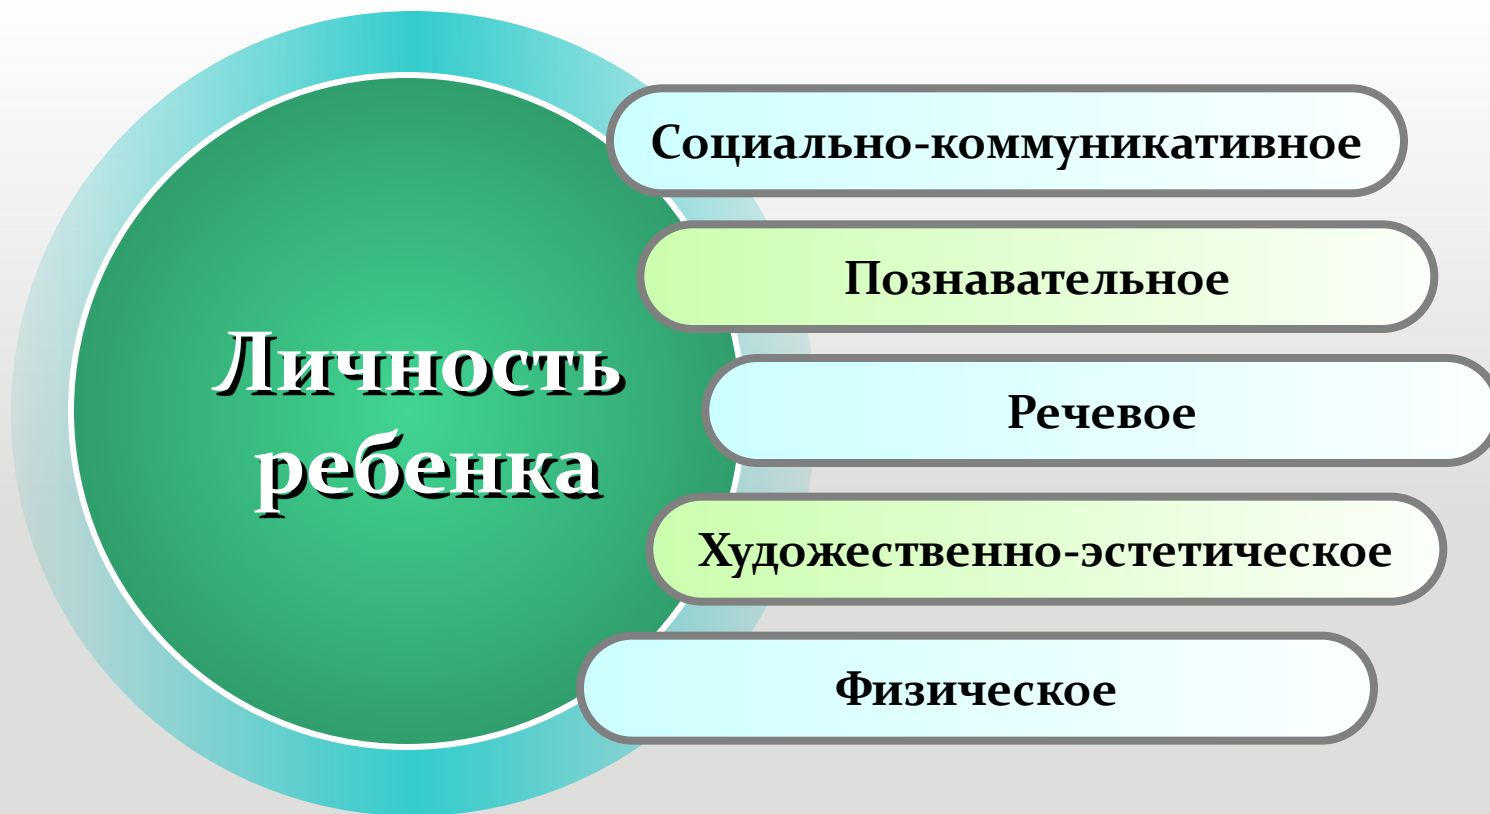 Личность
ребенка
Социально-коммуникативное
Познавательное
Речевое
Художественно-эстетическое
Физическое